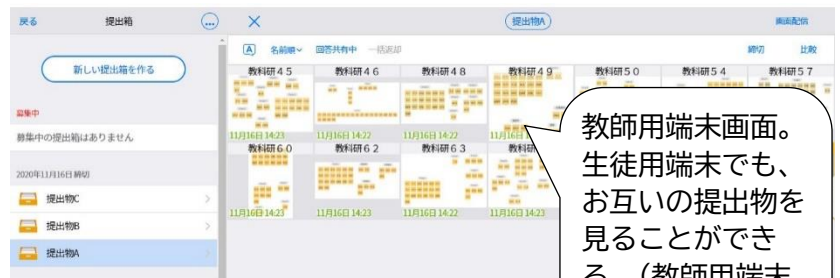 戻る 提出箱
提出物A 画面配信
新しい提出箱を作る
募集中
募集中の提出箱はありません
2020年11月16日 締切
提出物C
提出物B
提出物A
A 名前順 回答共有中 一括返却 締切 比較
教科研45 教科研46 教科研48 教科研49 教科研50 教科研54 教科研57
11月16日 14:23 11月16日 14:22 11月16日 14:22
教科研60 教科研62 教科研63
11月16日 14:23 11月16日 14:23 11月16日 14:22 11月16日 14:23
教師用端末画面。
生徒用端末でも、
お互いの提出物を
見ることができ
る。(教師用端末